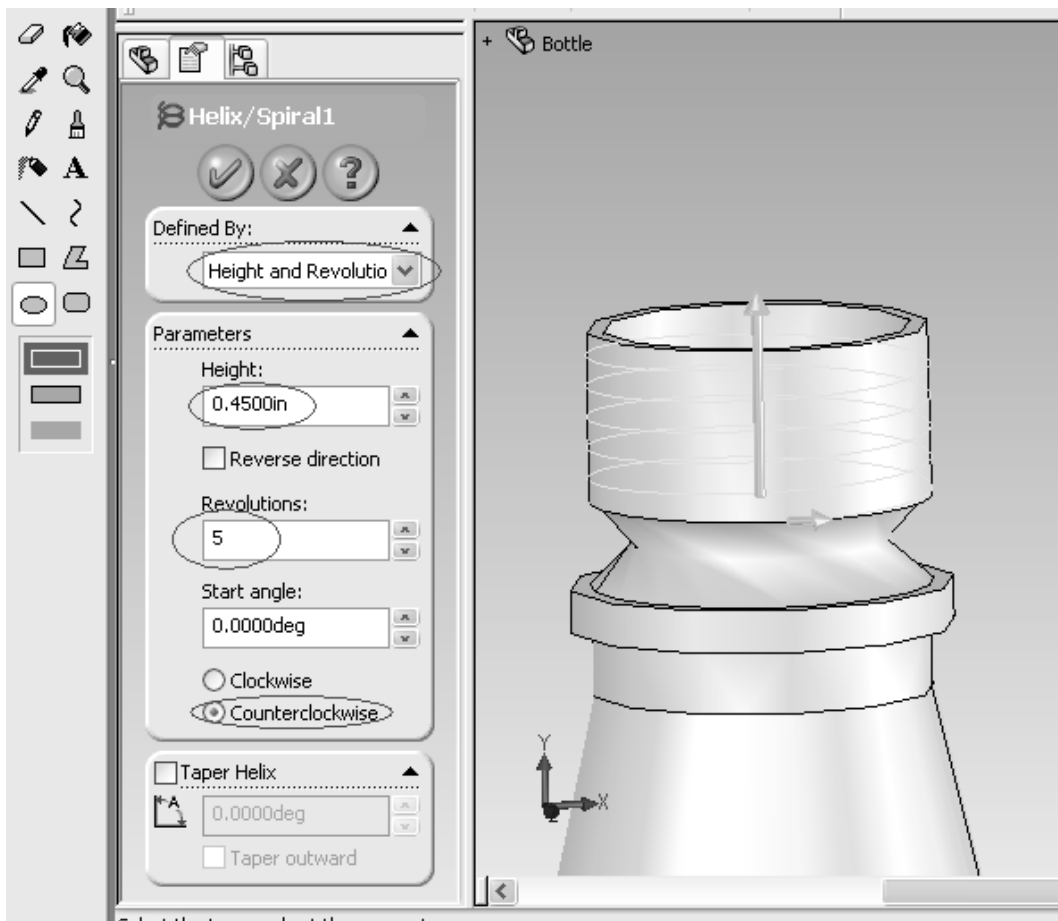 + Bottle
Helix/Spiral1
?
Defined By:
Height and Revolutio
Parameters
Height:
0.4500in
Reverse direction
Revolutions:
5
Start angle:
0.0000deg
Clockwise
Counterclockwise
Taper Helix
A
0.0000deg
Taper outward
A
Y
X
Z